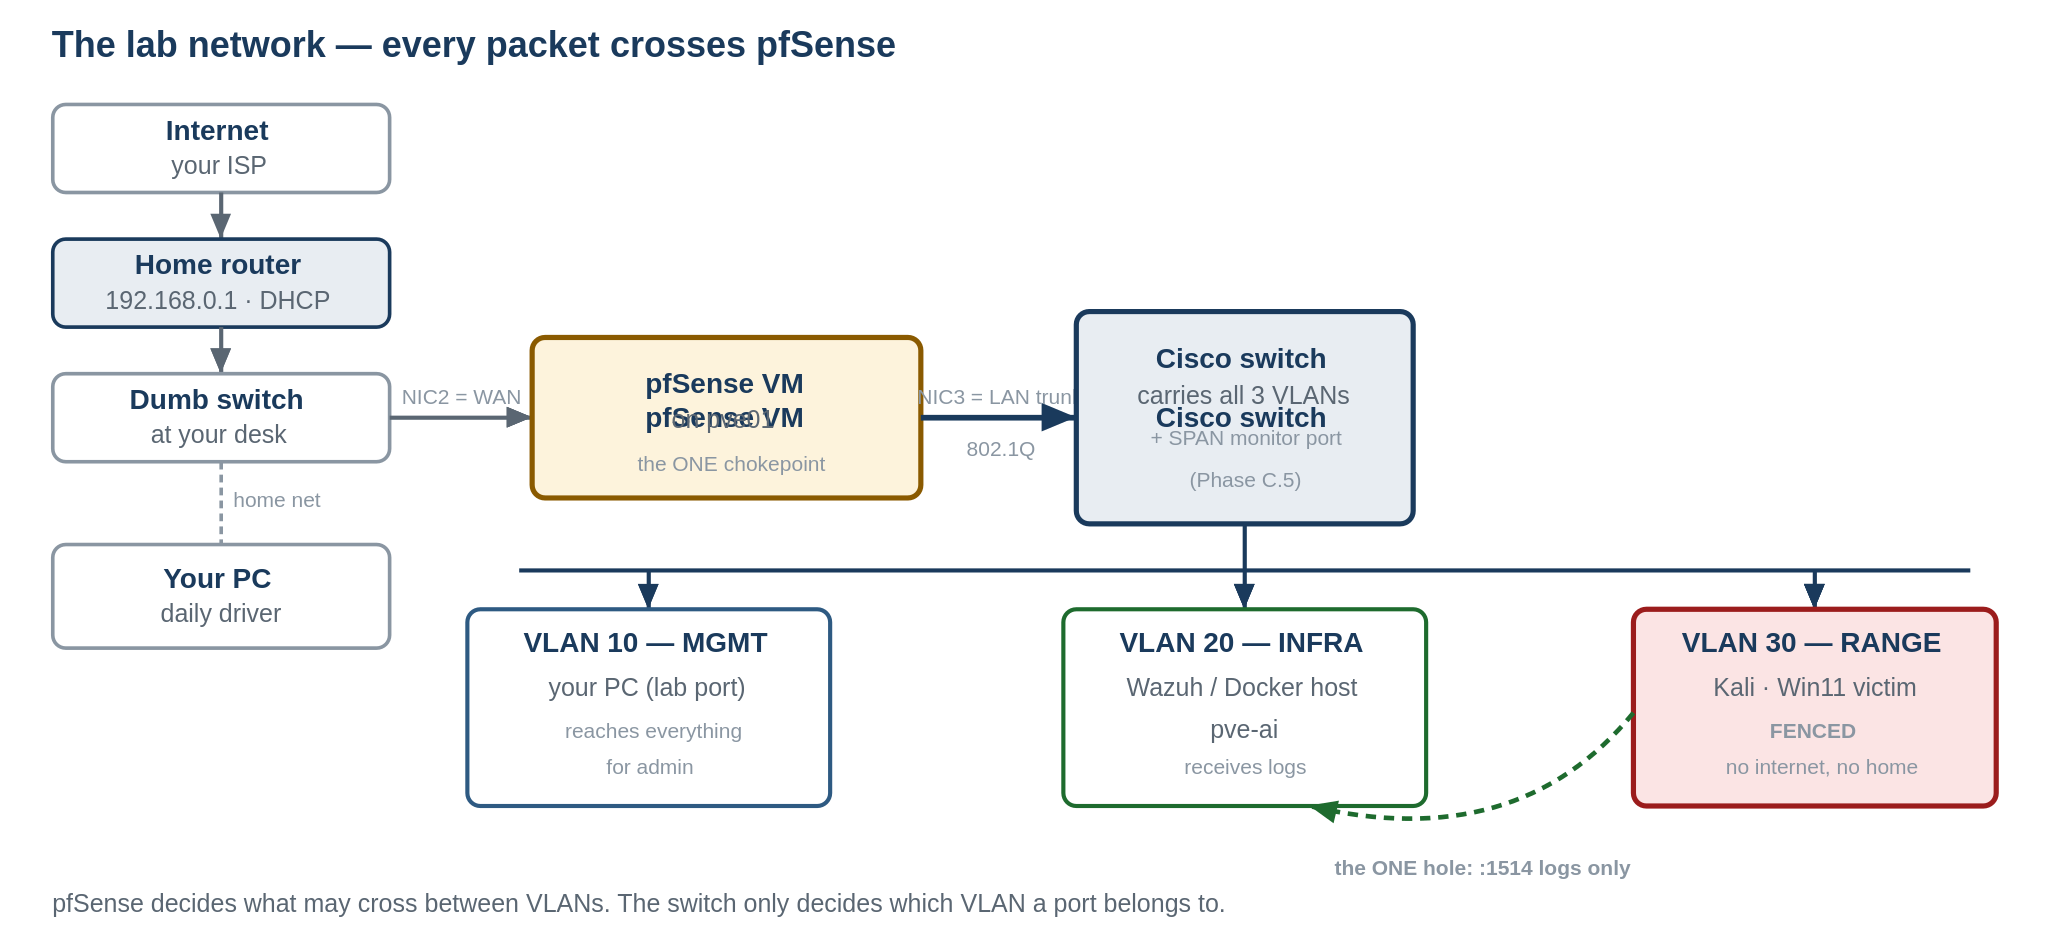 The lab network — every packet crosses pfSense
Internet
your ISP
Home router
192.168.0.1 · DHCP
Dumb switch
at your desk
home net
Your PC
daily driver
NIC2 = WAN
pfSense VM
pfSense VM
on pve01
the ONE chokepoint
NIC3 = LAN trun
802.1Q
Cisco switch
carries all 3 VLANs
Cisco switch
+ SPAN monitor port
(Phase C.5)
VLAN 10 — MGMT
your PC (lab port)
reaches everything
for admin
VLAN 20 — INFRA
Wazuh / Docker host
pve-ai
receives logs
VLAN 30 — RANGE
Kali · Win11 victim
FENCED
no internet, no home
the ONE hole: :1514 logs only
pfSense decides what may cross between VLANs. The switch only decides which VLAN a port belongs to.